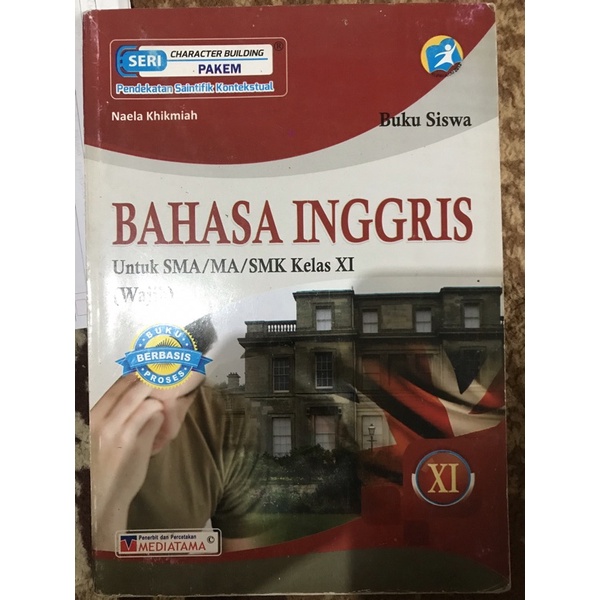 SERI
CHARACTER BUILDING
PAKEM
®
Pendekatan Saintifik Kontekstual
Naela Khikmiah
Buku Siswa
BAHASA INGGRIS
Untuk SMA/MA/SMK Kelas XI
BUKU
BERBASIS
PROSES
XI
Penerbit dan Percetakan
MEDIATAMA ©